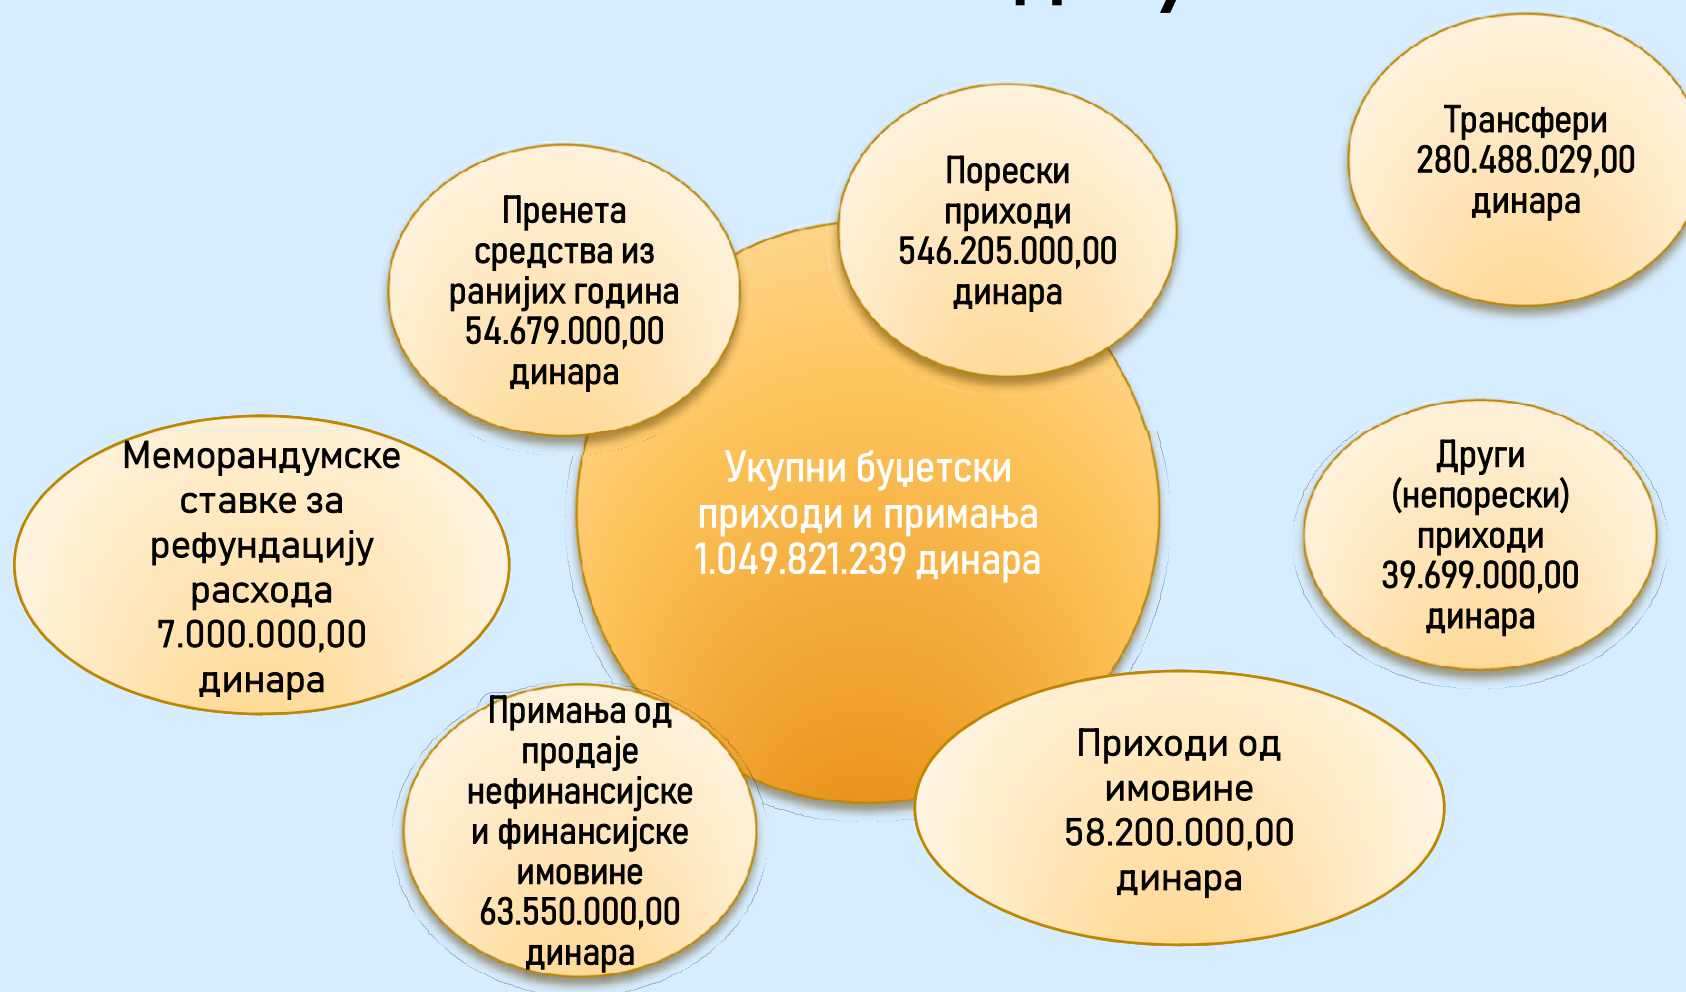 Трансфери
280.488.029,00
динара
Порески
приходи
546.205.000,00
динара
Пренета
средства из
ранијих година
54.679.000,00
динара
Меморандумске
ставке за
рефундацију
расхода
7.000.000,00
динара
Укупни буџетски
приходи и примања
1.049.821.239 динара
Други
(непорески)
приходи
39.699.000,00
динара
Примања од
продаје
нефинансијске
и финансијске
имовине
63.550.000,00
динара
Приходи од
имовине
58.200.000,00
динара